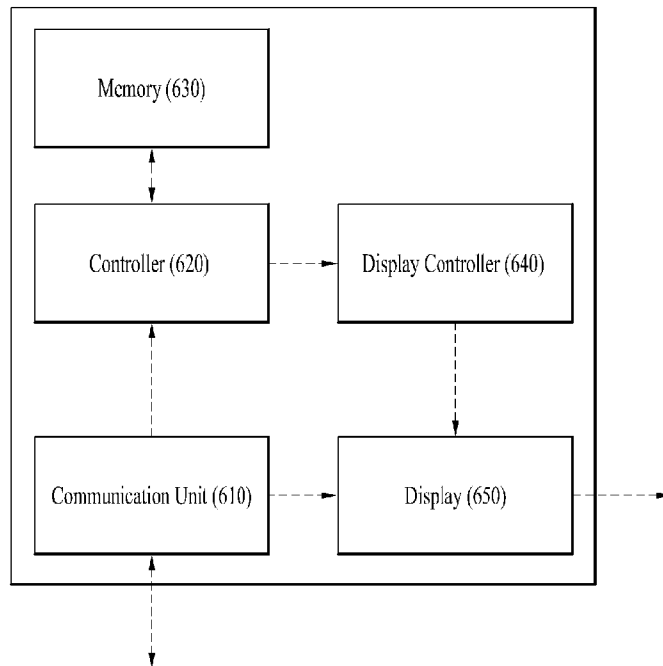 Memory (630)
Controller (620)
Display Controller (640)
Communication Unit (610)
Display (650)